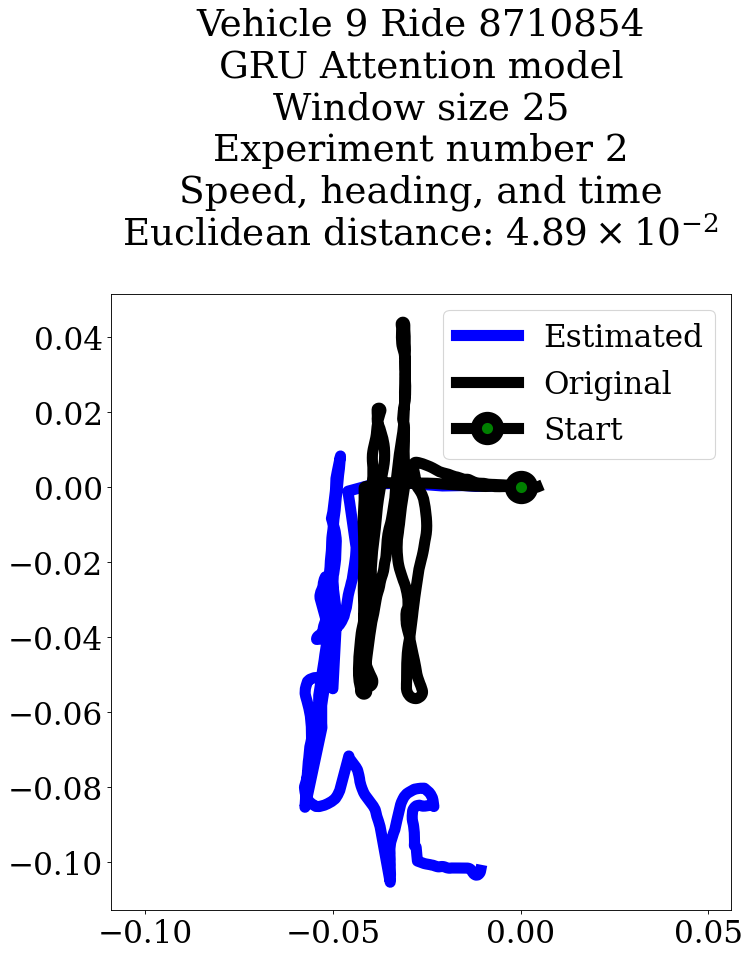 Vehicle 9 Ride 8710854
GRU Attention model
Window size 25
Experiment number 2
Speed, heading, and time
Euclidean distance: 4.89 × 10⁻²
Estimated
Original
Start
0.04
0.02
0.00
−0.02
−0.04
−0.06
−0.08
−0.10
−0.10
−0.05
0.00
0.05